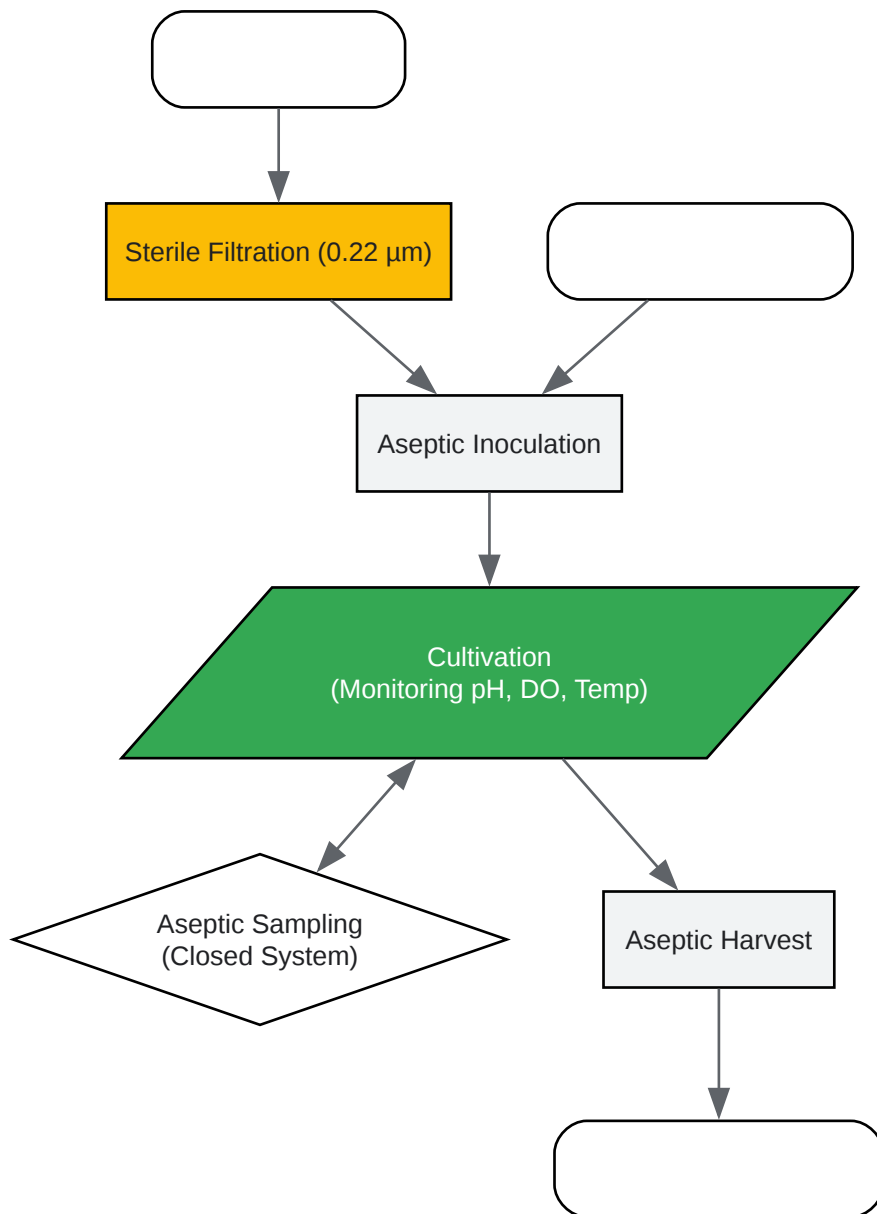 Sterile Filtration (0.22 µm)
Aseptic Inoculation
Cultivation
(Monitoring pH, DO, Temp)
Aseptic Sampling
(Closed System)
Aseptic Harvest